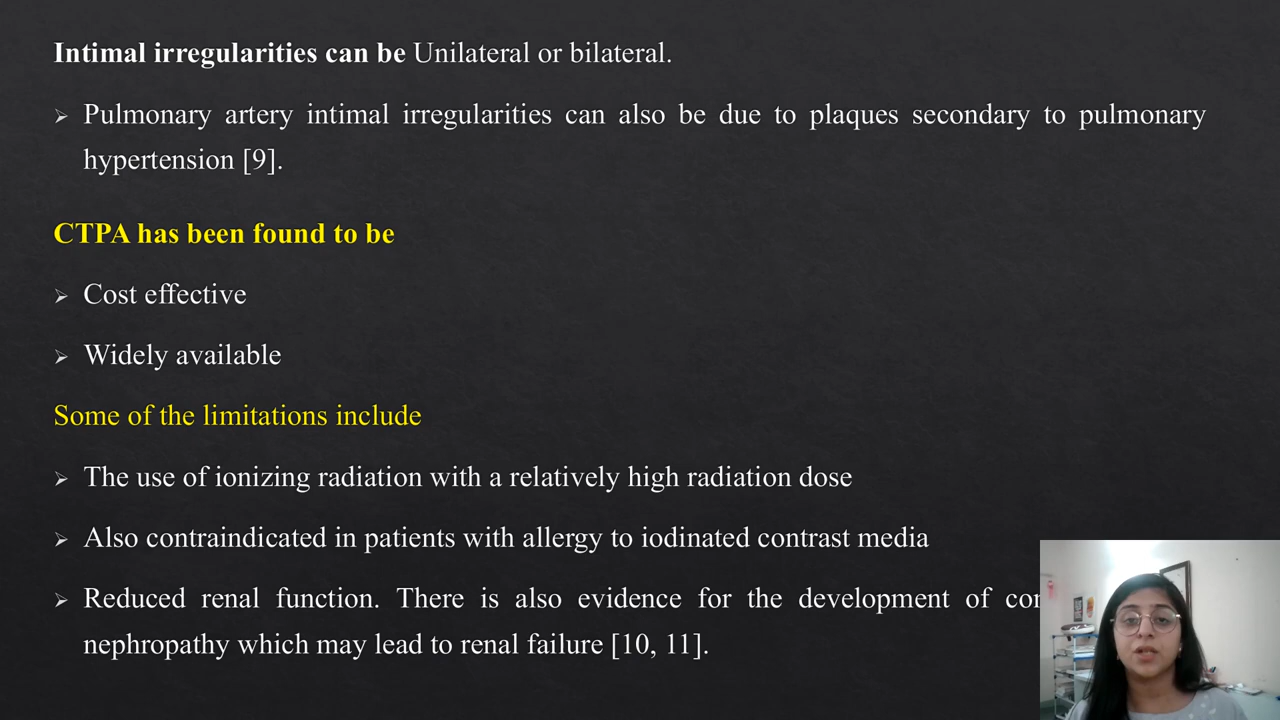 Intimal irregularities can be Unilateral or bilateral.
Pulmonary artery intimal irregularities can also be due to plaques secondary to pulmonary
hypertension [9].
CTPA has been found to be
Cost effective
Widely available
Some of the limitations include
The use of ionizing radiation with a relatively high radiation dose
Also contraindicated in patients with allergy to iodinated contrast media
Reduced renal function. There is also evidence for the development of
nephropathy which may lead to renal failure [10, 11].